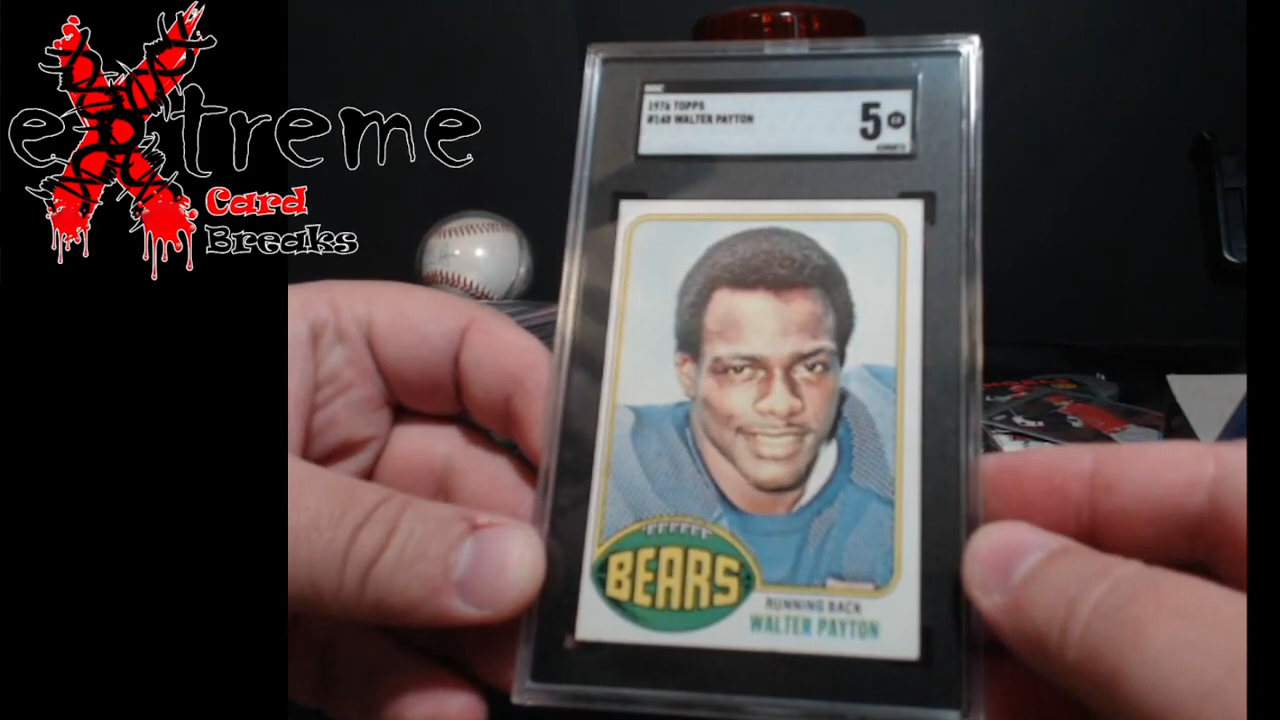 extreme
Card
Breaks
1976 TOPPS
#148 WALTER PAYTON
5
BEARS
RUNNING BACK
WALTER PAYTON